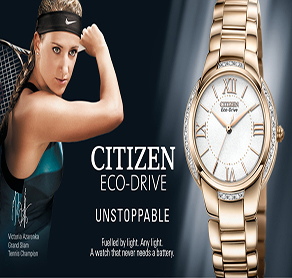 CITIZEN
ECO-DRIVE
UNSTOPPABLE
Fuelled by light. Any light.
A watch that never needs a battery.
Victoria Azarenka
Grand Slam
Tennis Champion
CITIZEN
Eco-Drive